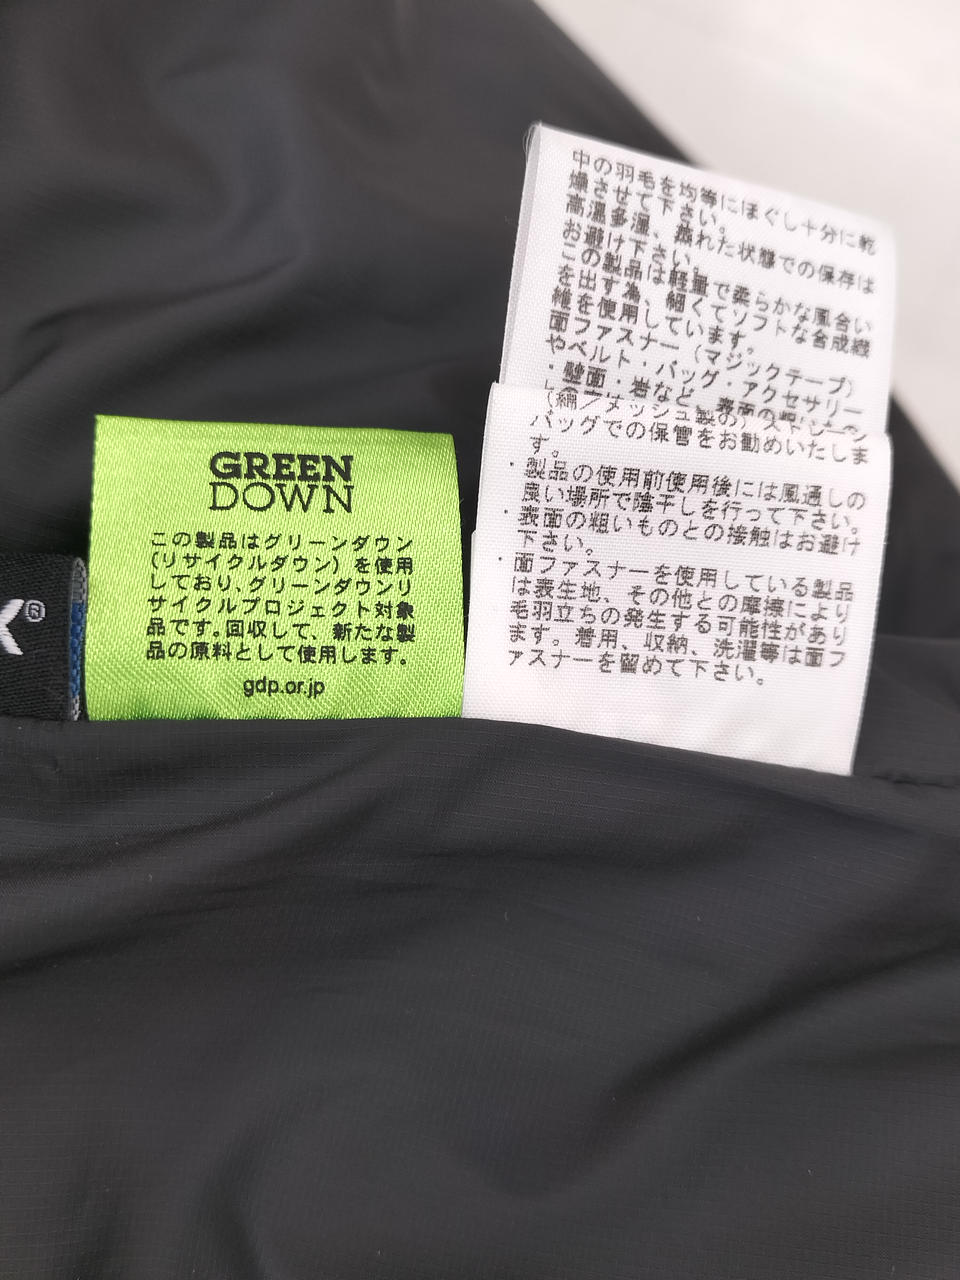 K®
GREEN
DOWN
この製品はグリーンダウン
(リサイクルダウン) を使用
しており、グリーンダウンリ
サイクルプロジェクト対象
品です。回収して、新たな製
品の原料として使用します。
gdp.or.jp
中の羽毛を均等にほぐし十分に乾
燥させて下さい。
高温多湿、蒸れた状態での保存は
お避け下さい。
この製品は軽量で柔らかな風合い
を出す為、細くてソフトな合成繊
維を使用しています。
面ファスナー (マジックテープ)
やベルト・バッグ・アクセサリー
・壁面・岩など、表面の粗
(綿/メッシュ製の)
バッグでの保管をお勧めいたしま
す。
・製品の使用前使用後には風通しの
良い場所で陰干しを行って下さい。
・表面の粗いものとの接触はお避け
下さい。
・面ファスナーを使用している製品
は表生地、その他との摩擦により
毛羽立ちの発生する可能性があり
ます。着用、収納、洗濯等は面フ
ァスナーを留めて下さい。